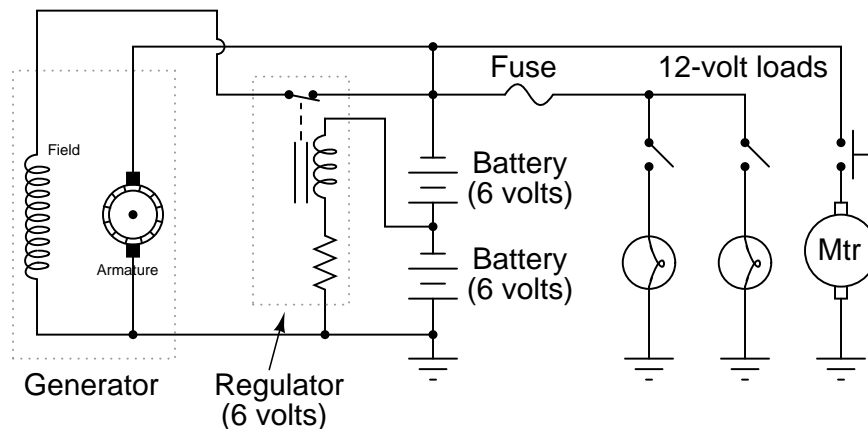 Fuse
12-volt loads
Field
Battery
(6 volts)
Mtr
Armature
Battery
(6 volts)
Generator
Regulator
(6 volts)